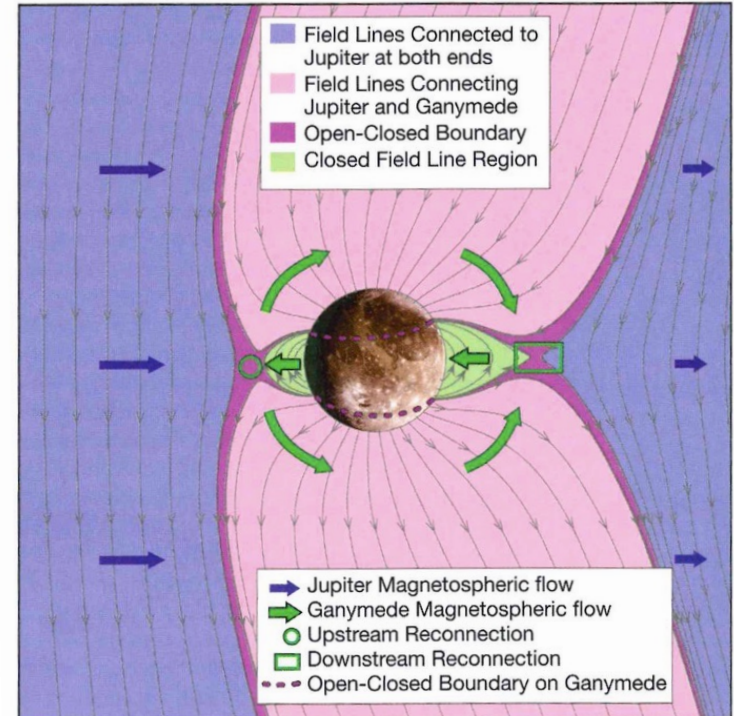 Field Lines Connected to
Jupiter at both ends
Field Lines Connecting
Jupiter and Ganymede
Open-Closed Boundary
Closed Field Line Region
Jupiter Magnetospheric flow
Ganymede Magnetospheric flow
Upstream Reconnection
Downstream Reconnection
Open-Closed Boundary on Ganymede